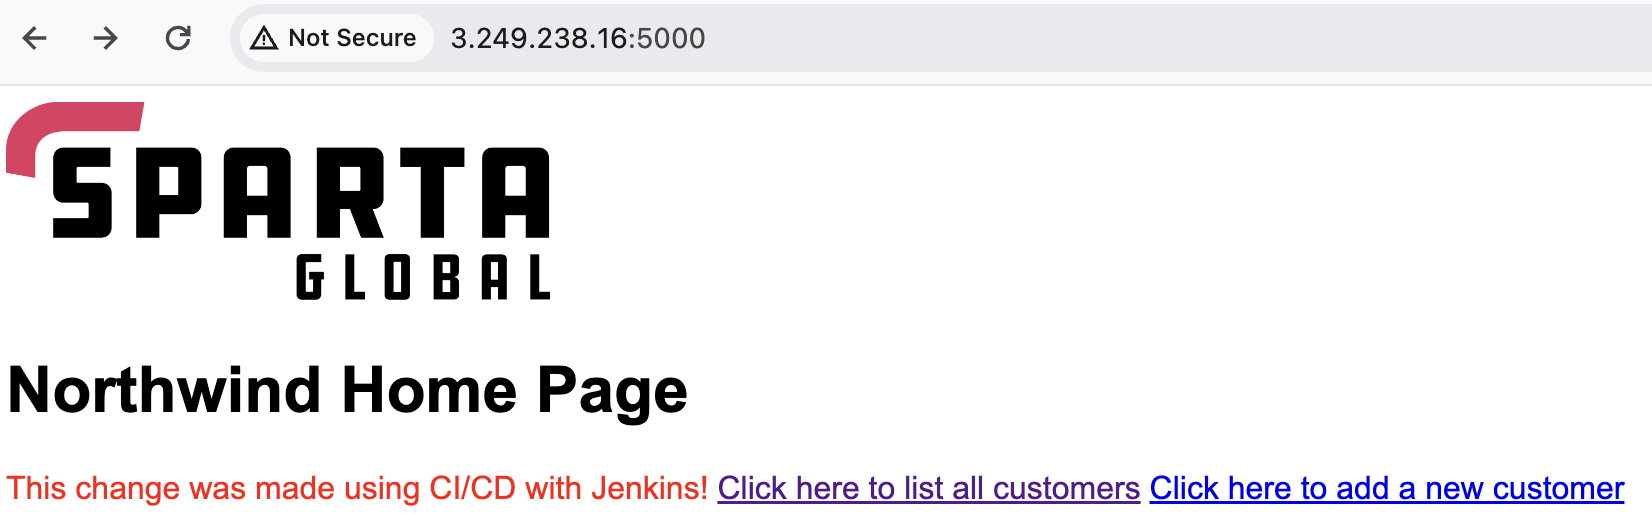 Not Secure 3.249.238.16:5000
SPARTA
GLOBAL
Northwind Home Page
This change was made using CI/CD with Jenkins! Click here to list all customers Click here to add a new customer